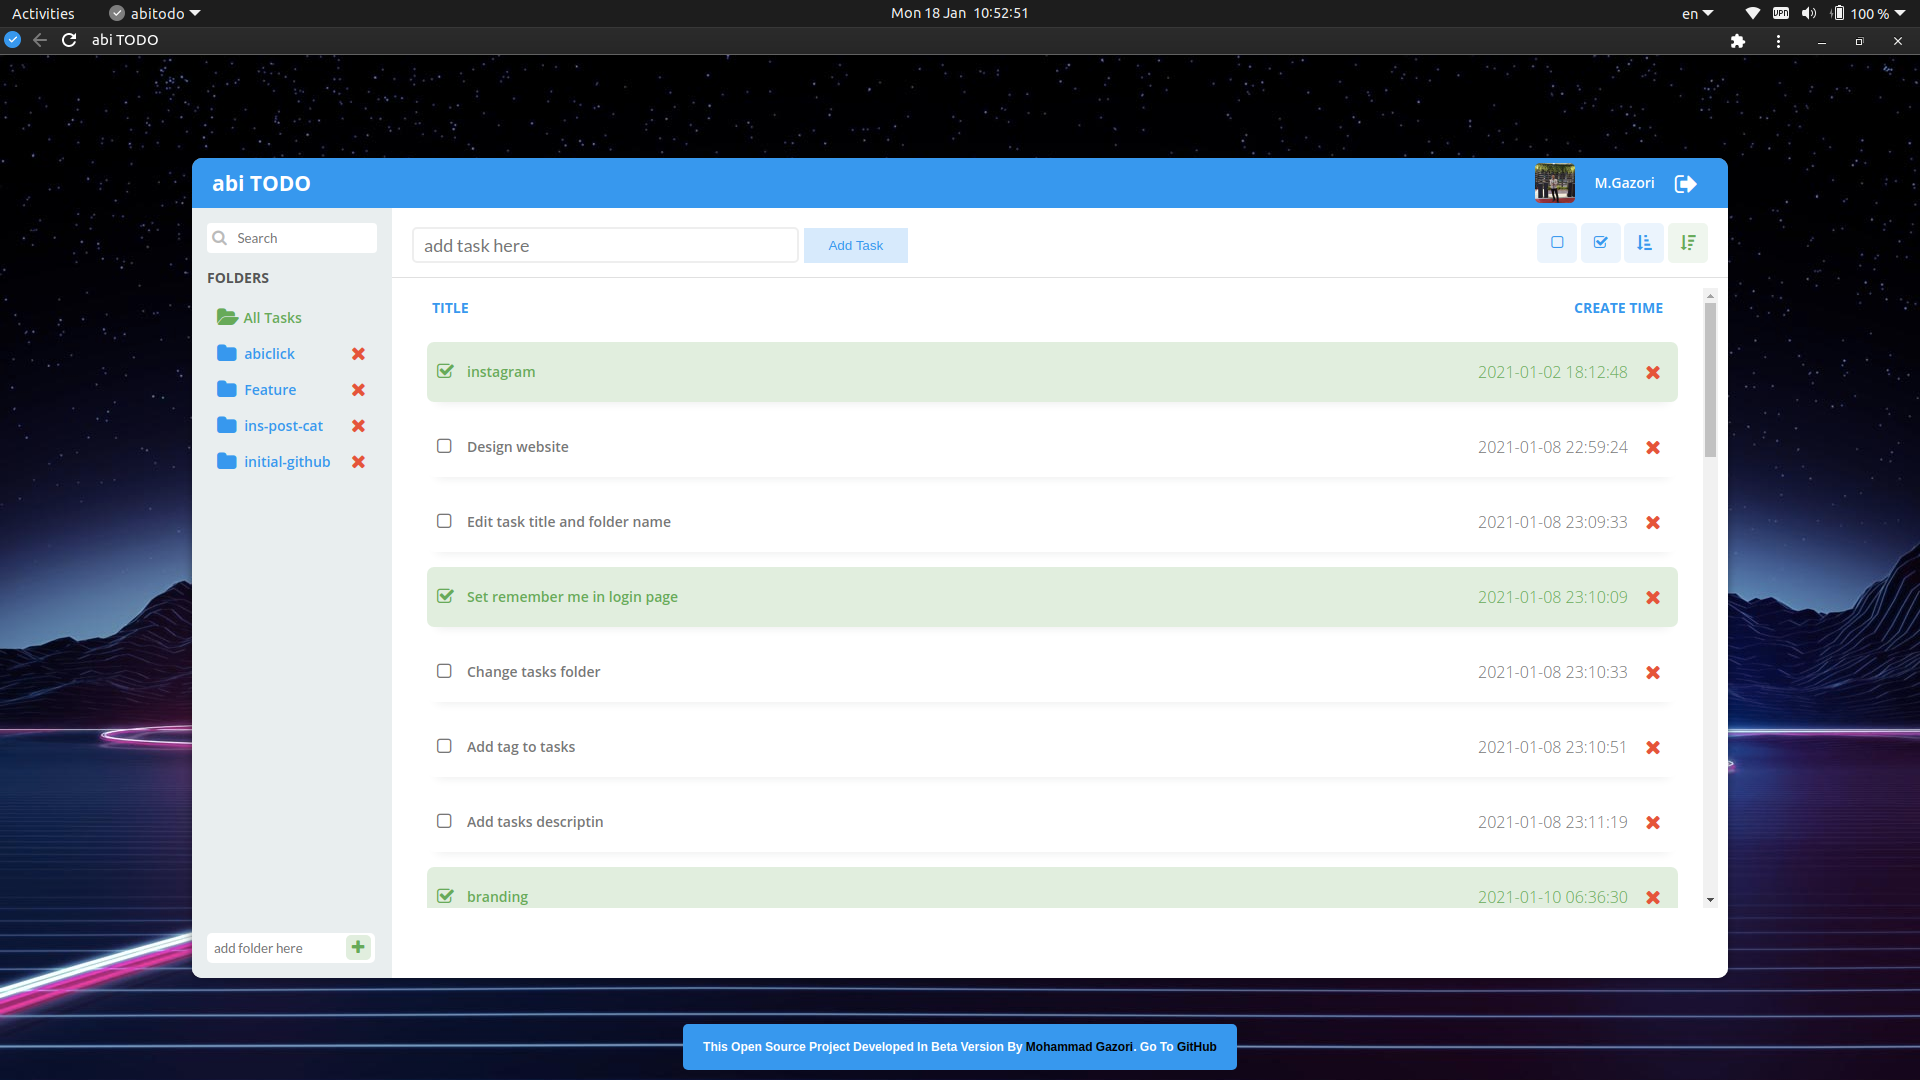 Activities abitodo Mon 18 Jan 10:52:51 en VPN 100 %
abi TODO
abi TODO M.Gazori
Search
FOLDERS
All Tasks
abiclick
Feature
ins-post-cat
initial-github
add folder here
add task here Add Task
TITLE CREATE TIME
instagram 2021-01-02 18:12:48
Design website 2021-01-08 22:59:24
Edit task title and folder name 2021-01-08 23:09:33
Set remember me in login page 2021-01-08 23:10:09
Change tasks folder 2021-01-08 23:10:33
Add tag to tasks 2021-01-08 23:10:51
Add tasks descriptin 2021-01-08 23:11:19
branding 2021-01-10 06:36:30
This Open Source Project Developed In Beta Version By Mohammad Gazori. Go To GitHub